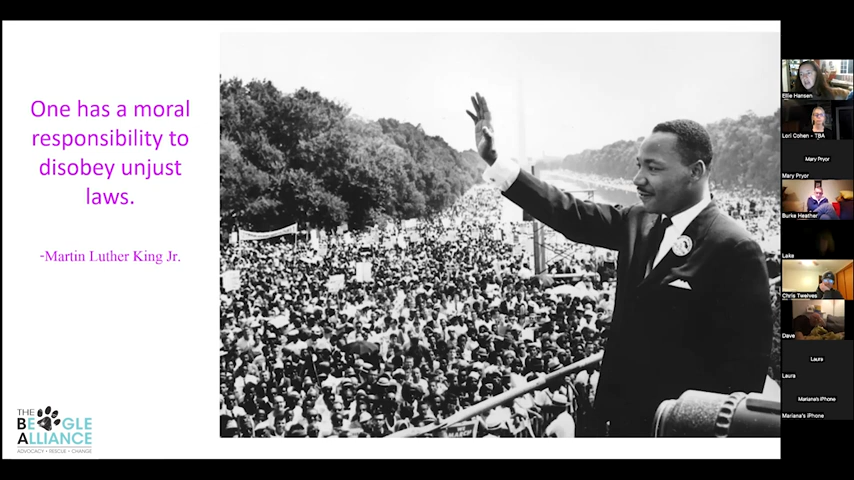 One has a moral
responsibility to
disobey unjust
laws.
-Martin Luther King Jr.
THE
BEAGLE
ALLIANCE
ADVOCACY • RESCUE • CHANGE
MARCH
Ellie Hansen
Lori Cohen - TBA
Mary Pryor
Mary Pryor
Burke Heather
Lake
Chris Twelves
Dave
Laura
Laura
Mariana's iPhone
Mariana's iPhone